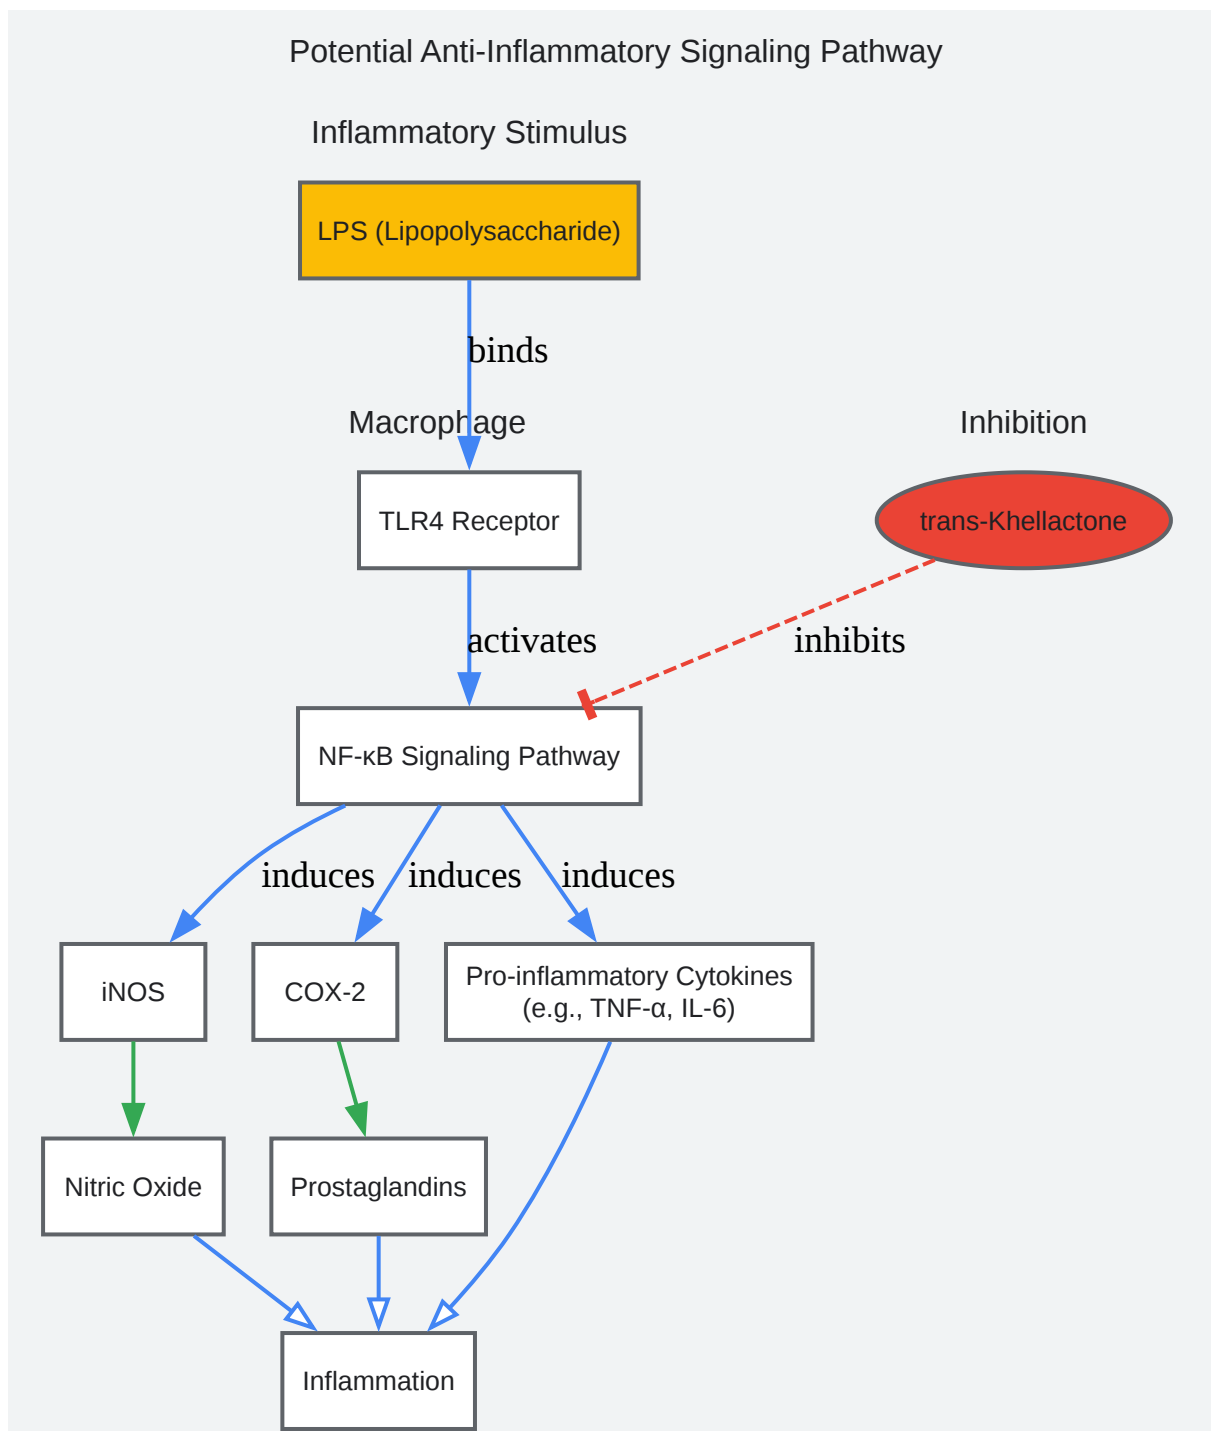 Potential Anti-Inflammatory Signaling Pathway
Inflammatory Stimulus
LPS (Lipopolysaccharide)
binds
Macrophage
Inhibition
TLR4 Receptor
trans-Khellactone
activates
inhibits
NF-κB Signaling Pathway
induces
induces
induces
iNOS
COX-2
Pro-inflammatory Cytokines
(e.g., TNF-α, IL-6)
Nitric Oxide
Prostaglandins
Inflammation